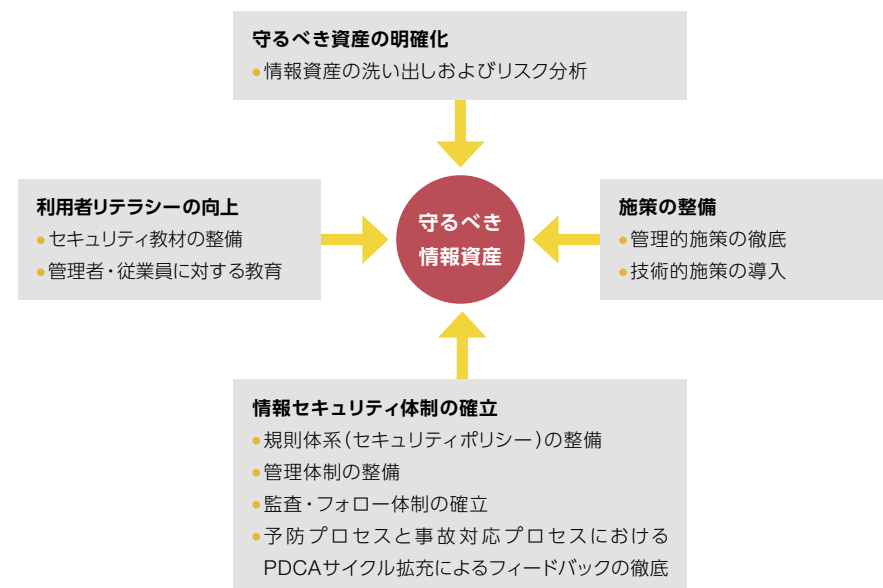 守るべき資産の明確化
●情報資産の洗い出しおよびリスク分析
利用者リテラシーの向上
●セキュリティ教材の整備
●管理者・従業員に対する教育
守るべき
情報資産
施策の整備
●管理的施策の徹底
●技術的施策の導入
情報セキュリティ体制の確立
●規則体系（セキュリティポリシー）の整備
●管理体制の整備
●監査・フォロー体制の確立
●予防プロセスと事故対応プロセスにおける
PDCAサイクル拡充によるフィードバックの徹底